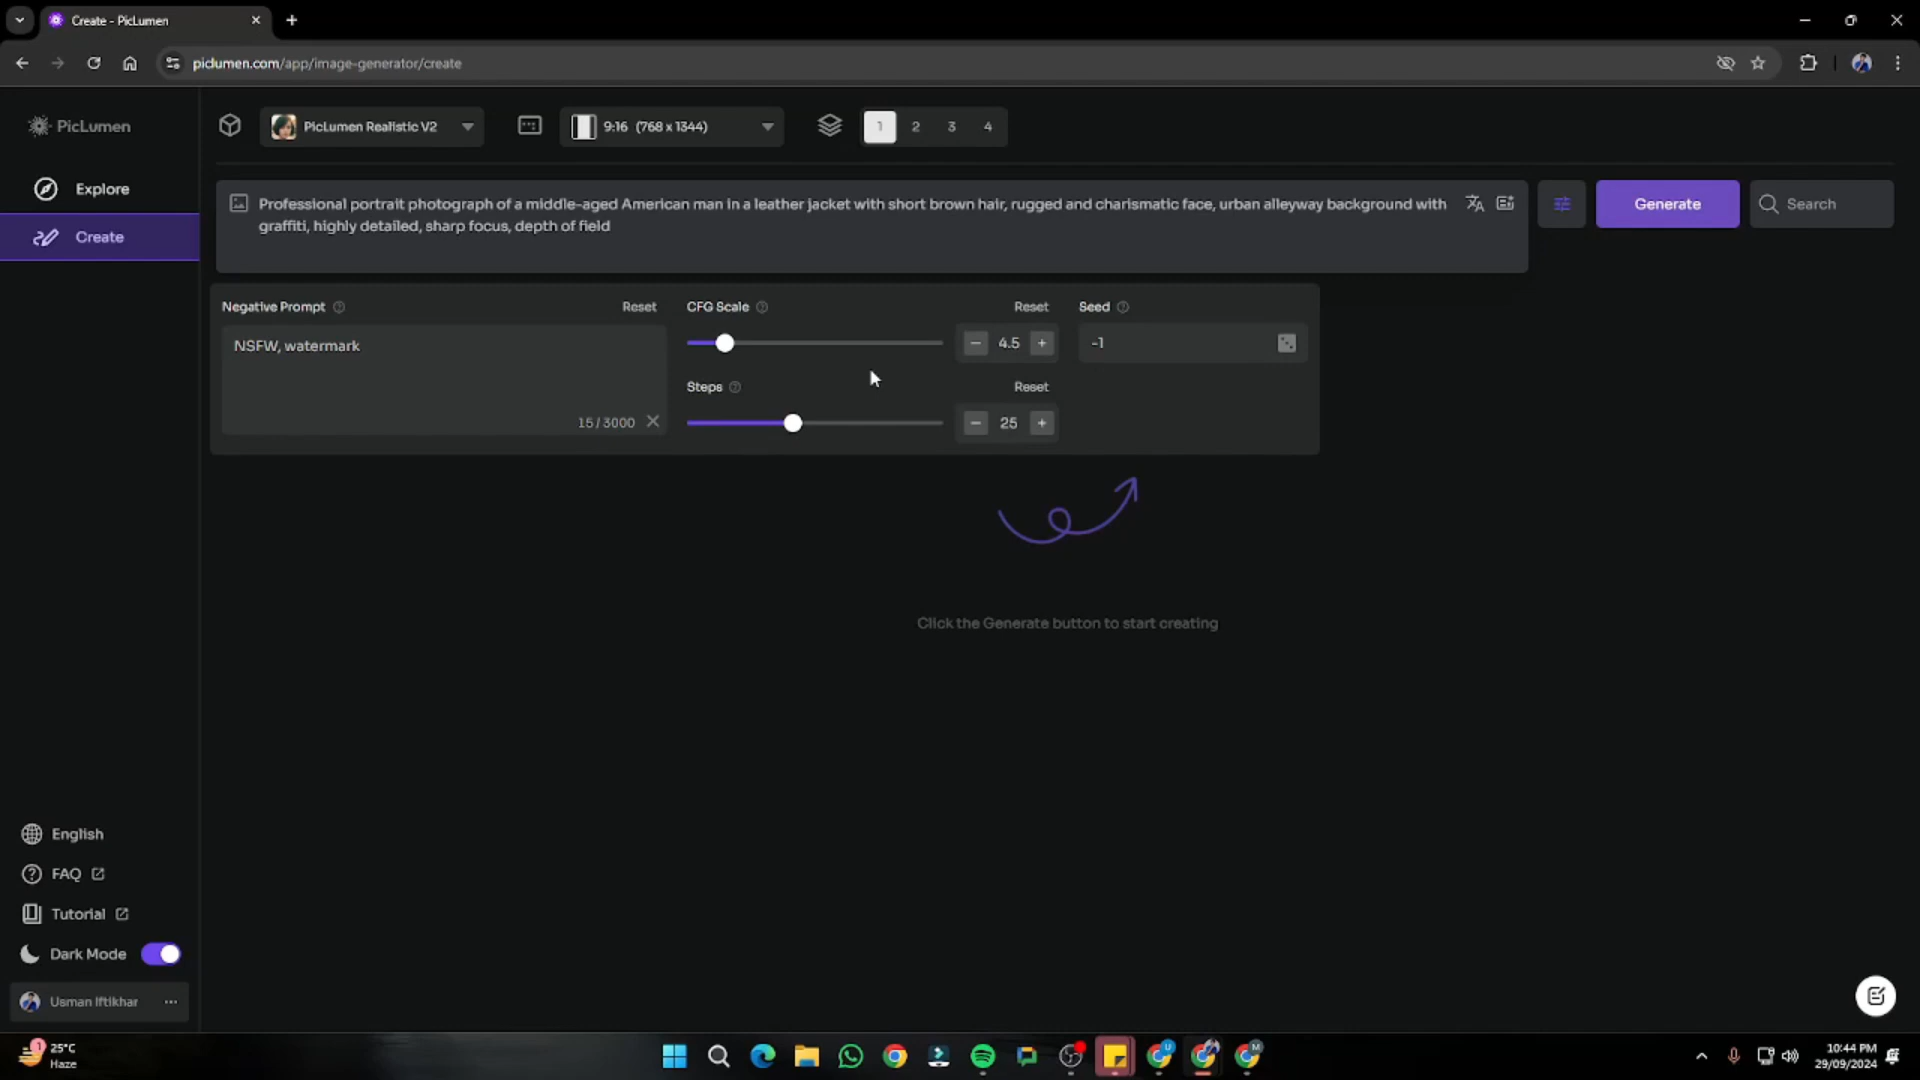 Create - PicLumen
piclumen.com/app/image-generator/create
PicLumen
PicLumen Realistic V2
9:16 (768 x 1344)
1 2 3 4
Explore
Create
Professional portrait photograph of a middle-aged American man in a leather jacket with short brown hair, rugged and charismatic face, urban alleyway background with
graffiti, highly detailed, sharp focus, depth of field
Generate
Search
Negative Prompt
Reset
NSFW, watermark
15 / 3000
CFG Scale
Reset
4.5
Steps
Reset
25
Seed
-1
Click the Generate button to start creating
English
FAQ
Tutorial
Dark Mode
Usman Iftikhar
1
25°C
Haze
U
M
10:44 PM
29/09/2024